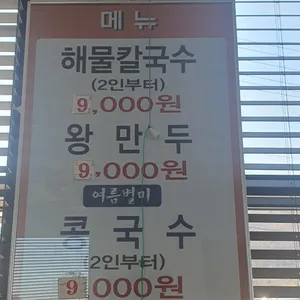 메뉴
해물칼국수
(2인부터)
9,000원
왕만두
9,000원
여름별미
콩국수
(2인부터)
9,000원